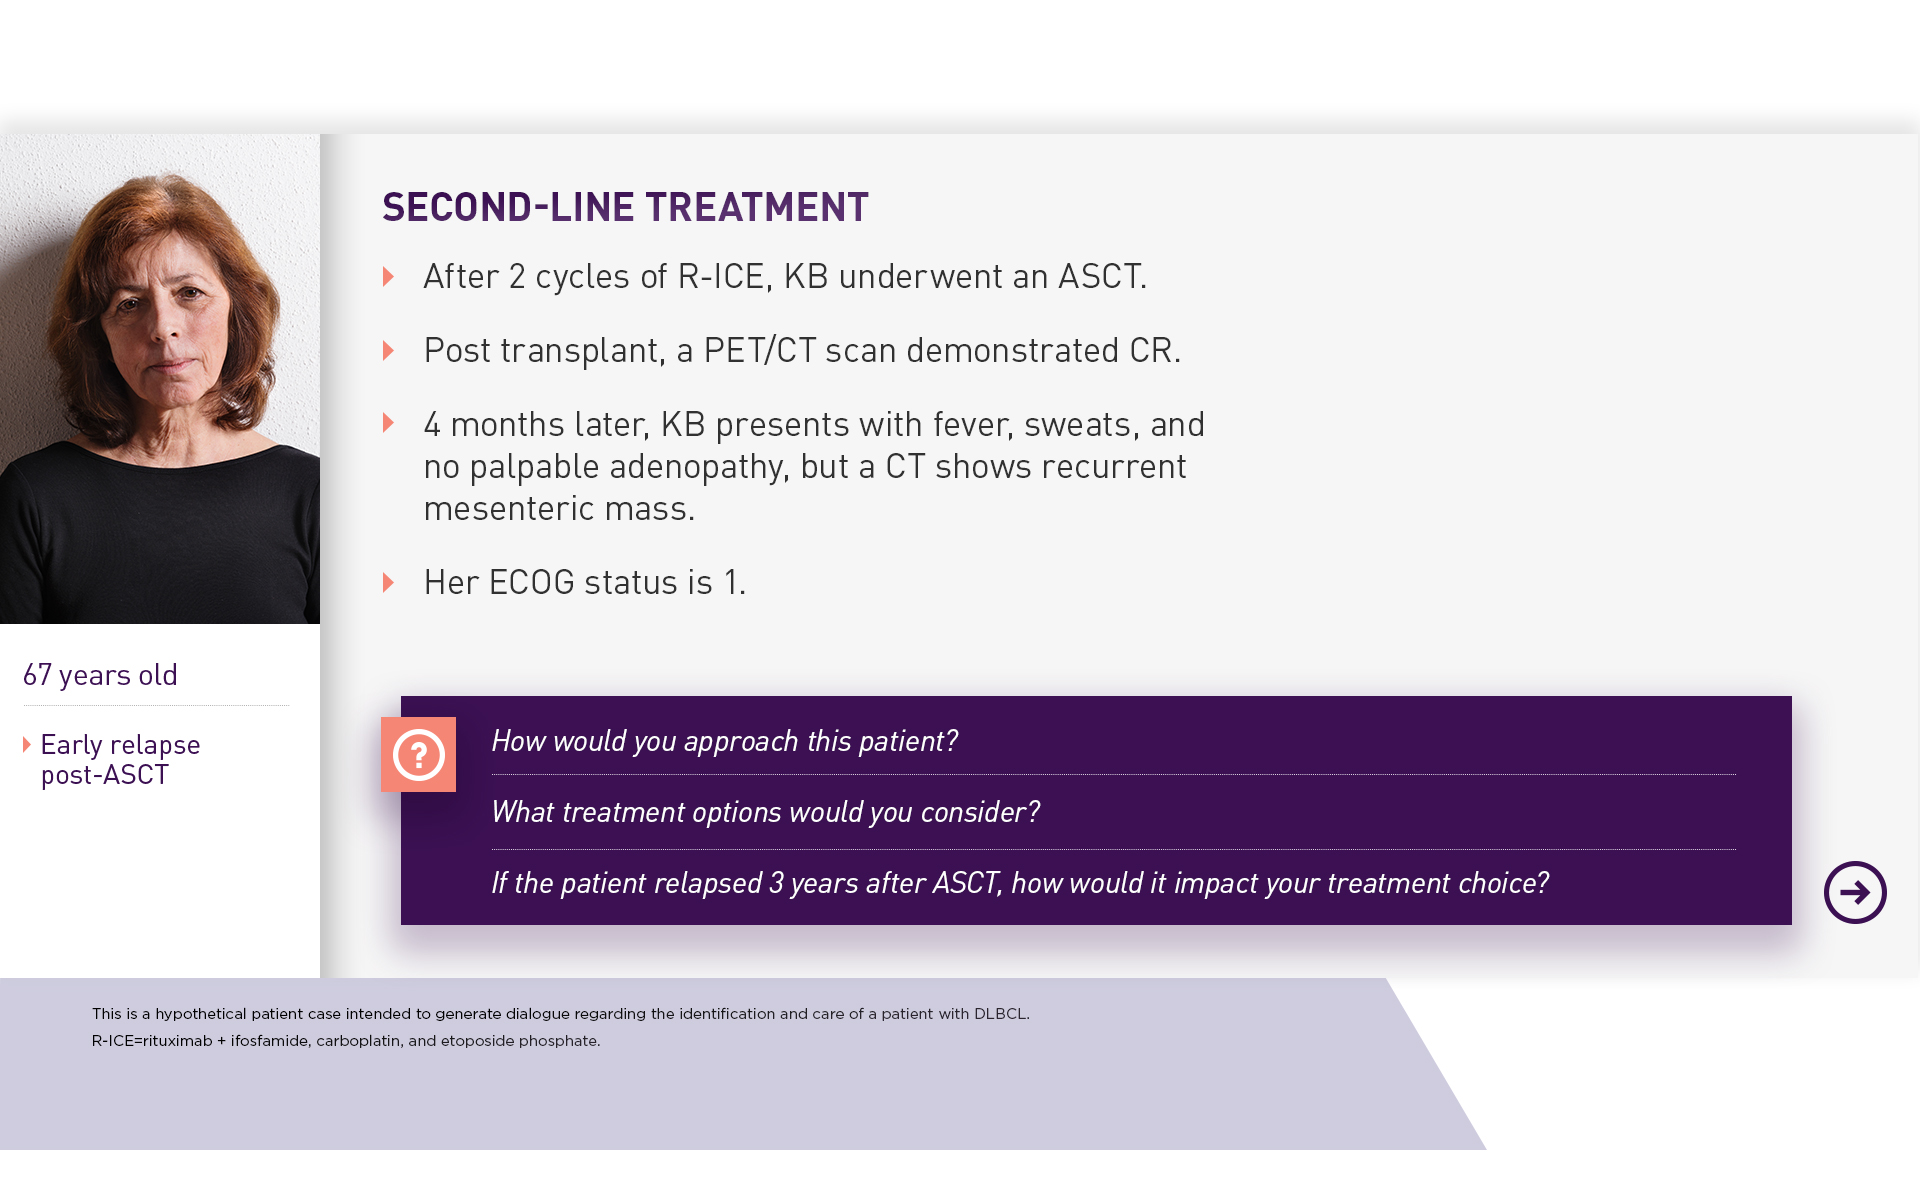 SECOND-LINE TREATMENT
After 2 cycles of R-ICE, KB underwent an ASCT.
Post transplant, a PET/CT scan demonstrated CR.
4 months later, KB presents with fever, sweats, and
no palpable adenopathy, but a CT shows recurrent
mesenteric mass.
Her ECOG status is 1.
67 years old
Early relapse
post-ASCT
?
How would you approach this patient?
What treatment options would you consider?
If the patient relapsed 3 years after ASCT, how would it impact your treatment choice?
This is a hypothetical patient case intended to generate dialogue regarding the identification and care of a patient with DLBCL.
R-ICE=rituximab + ifosfamide, carboplatin, and etoposide phosphate.